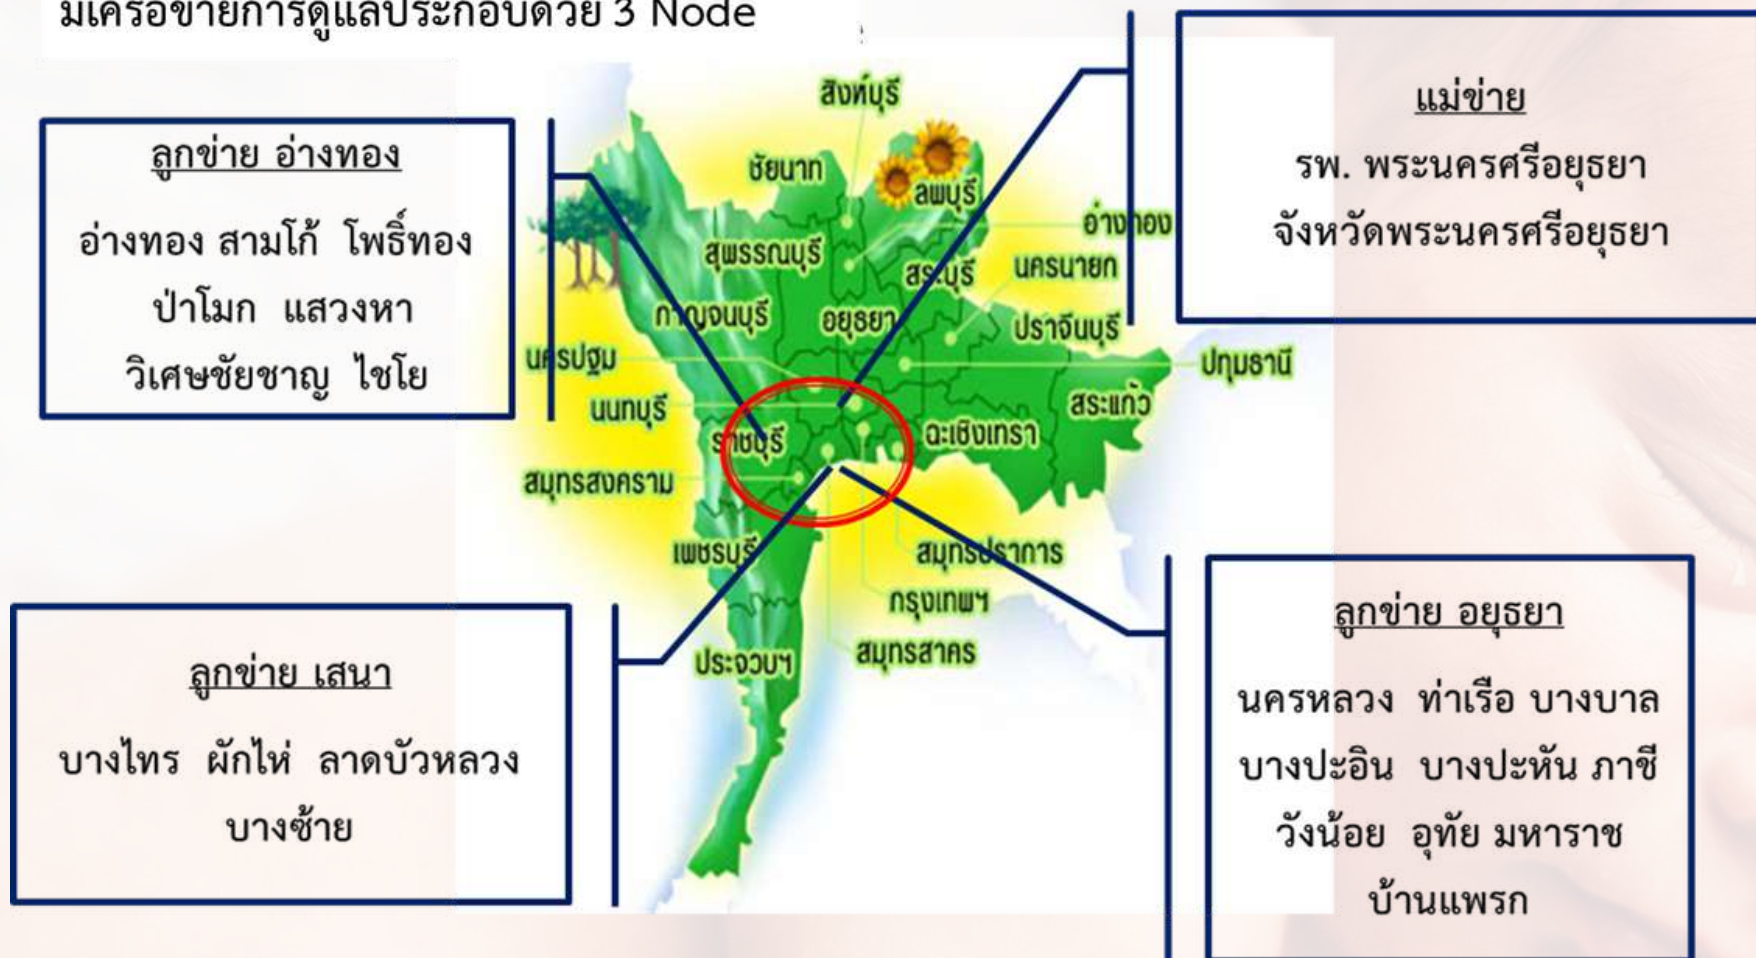 มีเครือข่ายการดูแลประกอบด้วย 3 Node
แม่ข่าย
รพ. พระนครศรีอยุธยา
จังหวัดพระนครศรีอยุธยา
ลูกข่าย อ่างทอง
อ่างทอง สามโก้ โพธิ์ทอง
ป่าโมก แสวงหา
วิเศษชัยชาญ ไชโย
สิงห์บุรี
ชัยนาท
ลพบุรี
อ่างทอง
สุพรรณบุรี
สระบุรี
นครนายก
กาญจนบุรี
อยุธยา
ปราจีนบุรี
นครปฐม
ปทุมธานี
นนทบุรี
สระแก้ว
ราชบุรี
ฉะเชิงเทรา
สมุทรสงคราม
เพชรบุรี
สมุทรปราการ
กรุงเทพฯ
ประจวบฯ
สมุทรสาคร
ลูกข่าย เสนา
บางไทร ผักไห่ ลาดบัวหลวง
บางซ้าย
ลูกข่าย อยุธยา
นครหลวง ท่าเรือ บางบาล
บางปะอิน บางปะหัน ภาชี
วังน้อย อุทัย มหาราช
บ้านแพรก